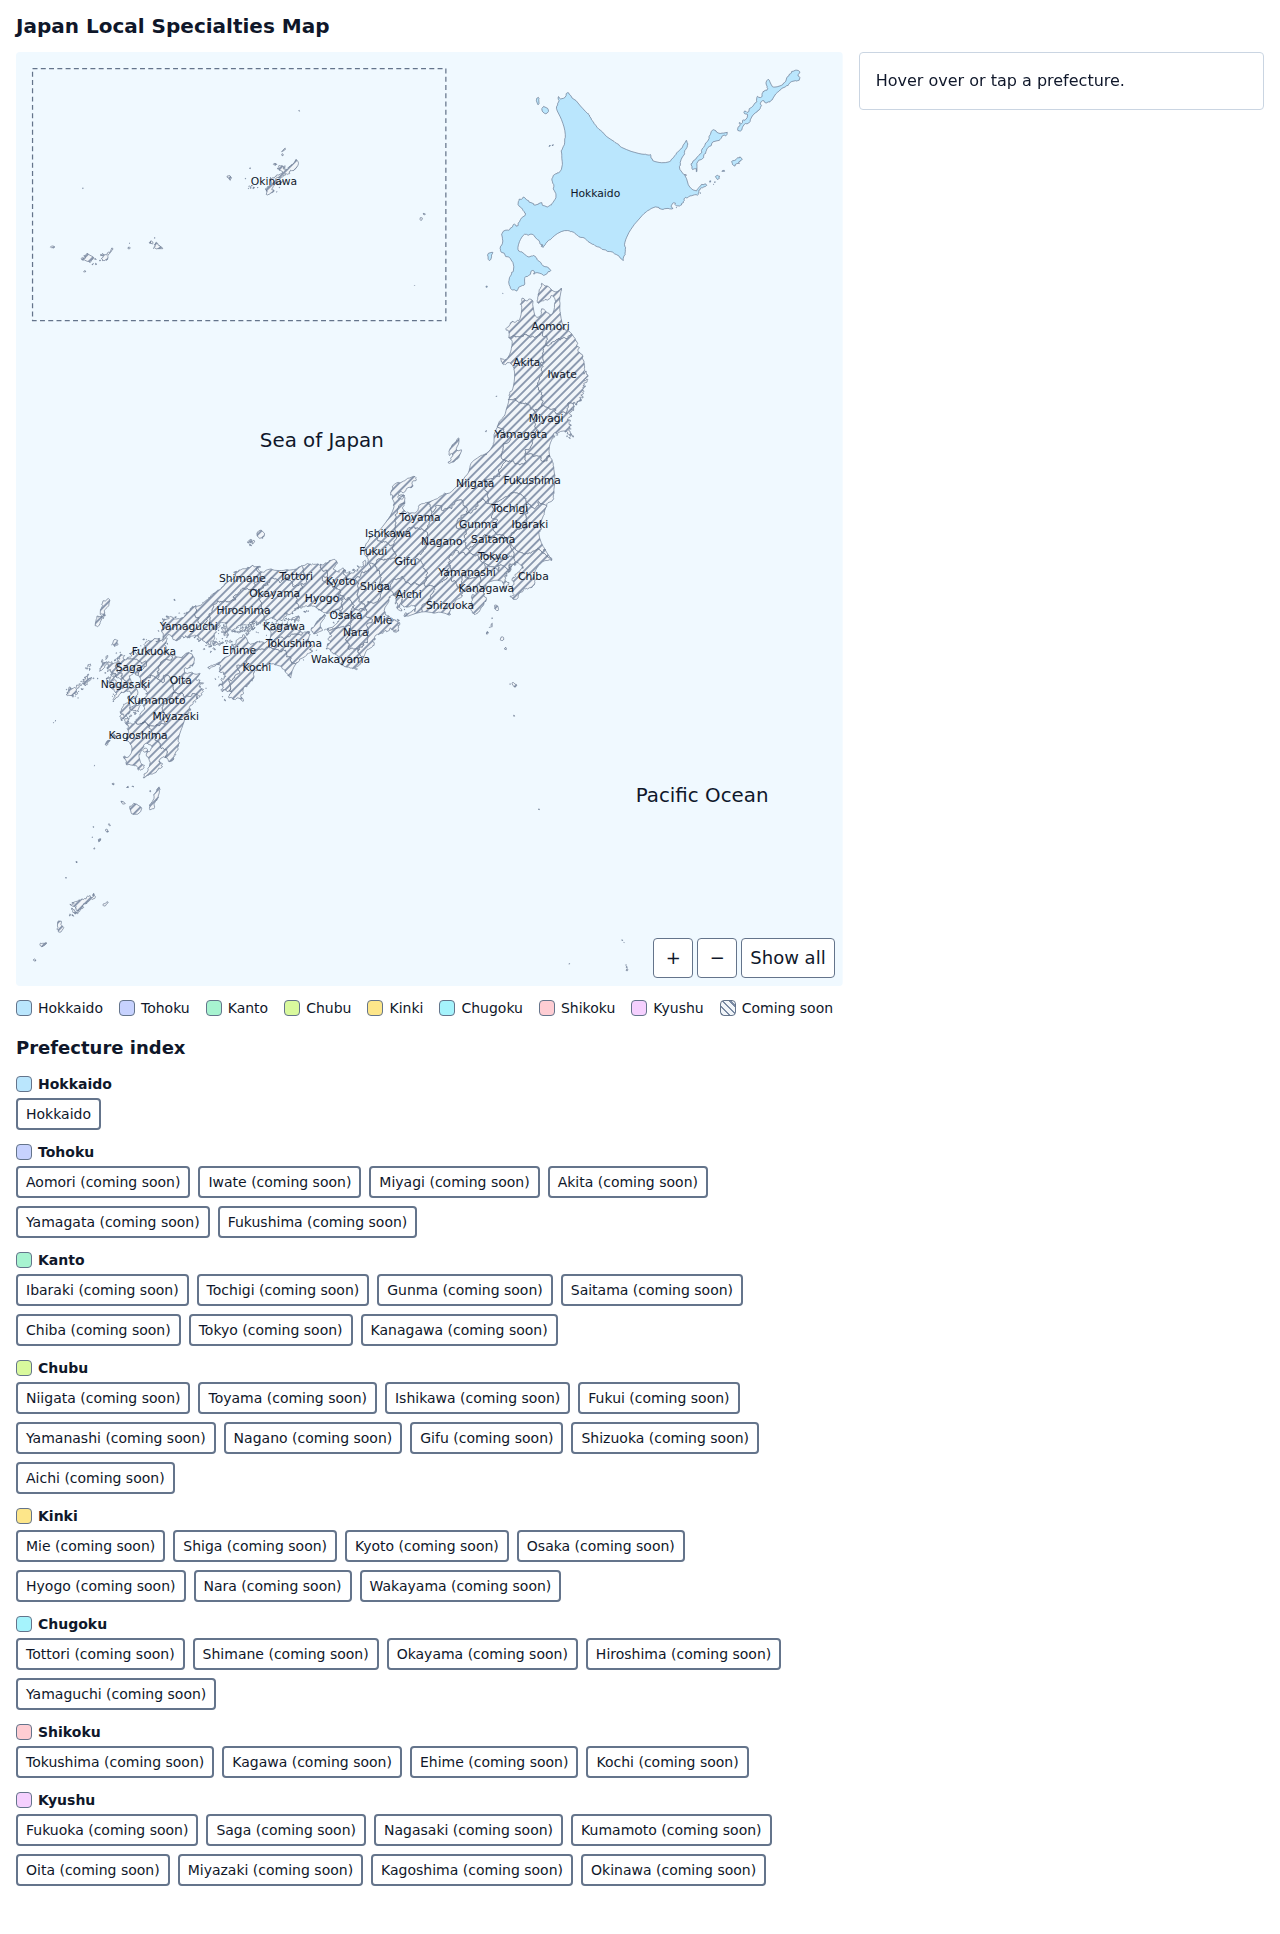 Japan Local Specialties Map
Hover over or tap a prefecture.
Okinawa
Hokkaido
Aomori
Akita
Iwate
Miyagi
Yamagata
Sea of Japan
Niigata
Fukushima
Tochigi
Toyama
Gunma
Ibaraki
Ishikawa
Nagano
Saitama
Fukui
Tokyo
Gifu
Yamanashi
Chiba
Shimane
Tottori
Kyoto
Shiga
Kanagawa
Okayama
Hyogo
Aichi
Shizuoka
Hiroshima
Osaka
Mie
Yamaguchi
Kagawa
Nara
Tokushima
Fukuoka
Ehime
Wakayama
Saga
Kochi
Nagasaki
Oita
Kumamoto
Miyazaki
Kagoshima
Pacific Ocean
+
−
Show all
Hokkaido
Tohoku
Kanto
Chubu
Kinki
Chugoku
Shikoku
Kyushu
Coming soon
Prefecture index
Hokkaido
Hokkaido
Tohoku
Aomori (coming soon)
Iwate (coming soon)
Miyagi (coming soon)
Akita (coming soon)
Yamagata (coming soon)
Fukushima (coming soon)
Kanto
Ibaraki (coming soon)
Tochigi (coming soon)
Gunma (coming soon)
Saitama (coming soon)
Chiba (coming soon)
Tokyo (coming soon)
Kanagawa (coming soon)
Chubu
Niigata (coming soon)
Toyama (coming soon)
Ishikawa (coming soon)
Fukui (coming soon)
Yamanashi (coming soon)
Nagano (coming soon)
Gifu (coming soon)
Shizuoka (coming soon)
Aichi (coming soon)
Kinki
Mie (coming soon)
Shiga (coming soon)
Kyoto (coming soon)
Osaka (coming soon)
Hyogo (coming soon)
Nara (coming soon)
Wakayama (coming soon)
Chugoku
Tottori (coming soon)
Shimane (coming soon)
Okayama (coming soon)
Hiroshima (coming soon)
Yamaguchi (coming soon)
Shikoku
Tokushima (coming soon)
Kagawa (coming soon)
Ehime (coming soon)
Kochi (coming soon)
Kyushu
Fukuoka (coming soon)
Saga (coming soon)
Nagasaki (coming soon)
Kumamoto (coming soon)
Oita (coming soon)
Miyazaki (coming soon)
Kagoshima (coming soon)
Okinawa (coming soon)